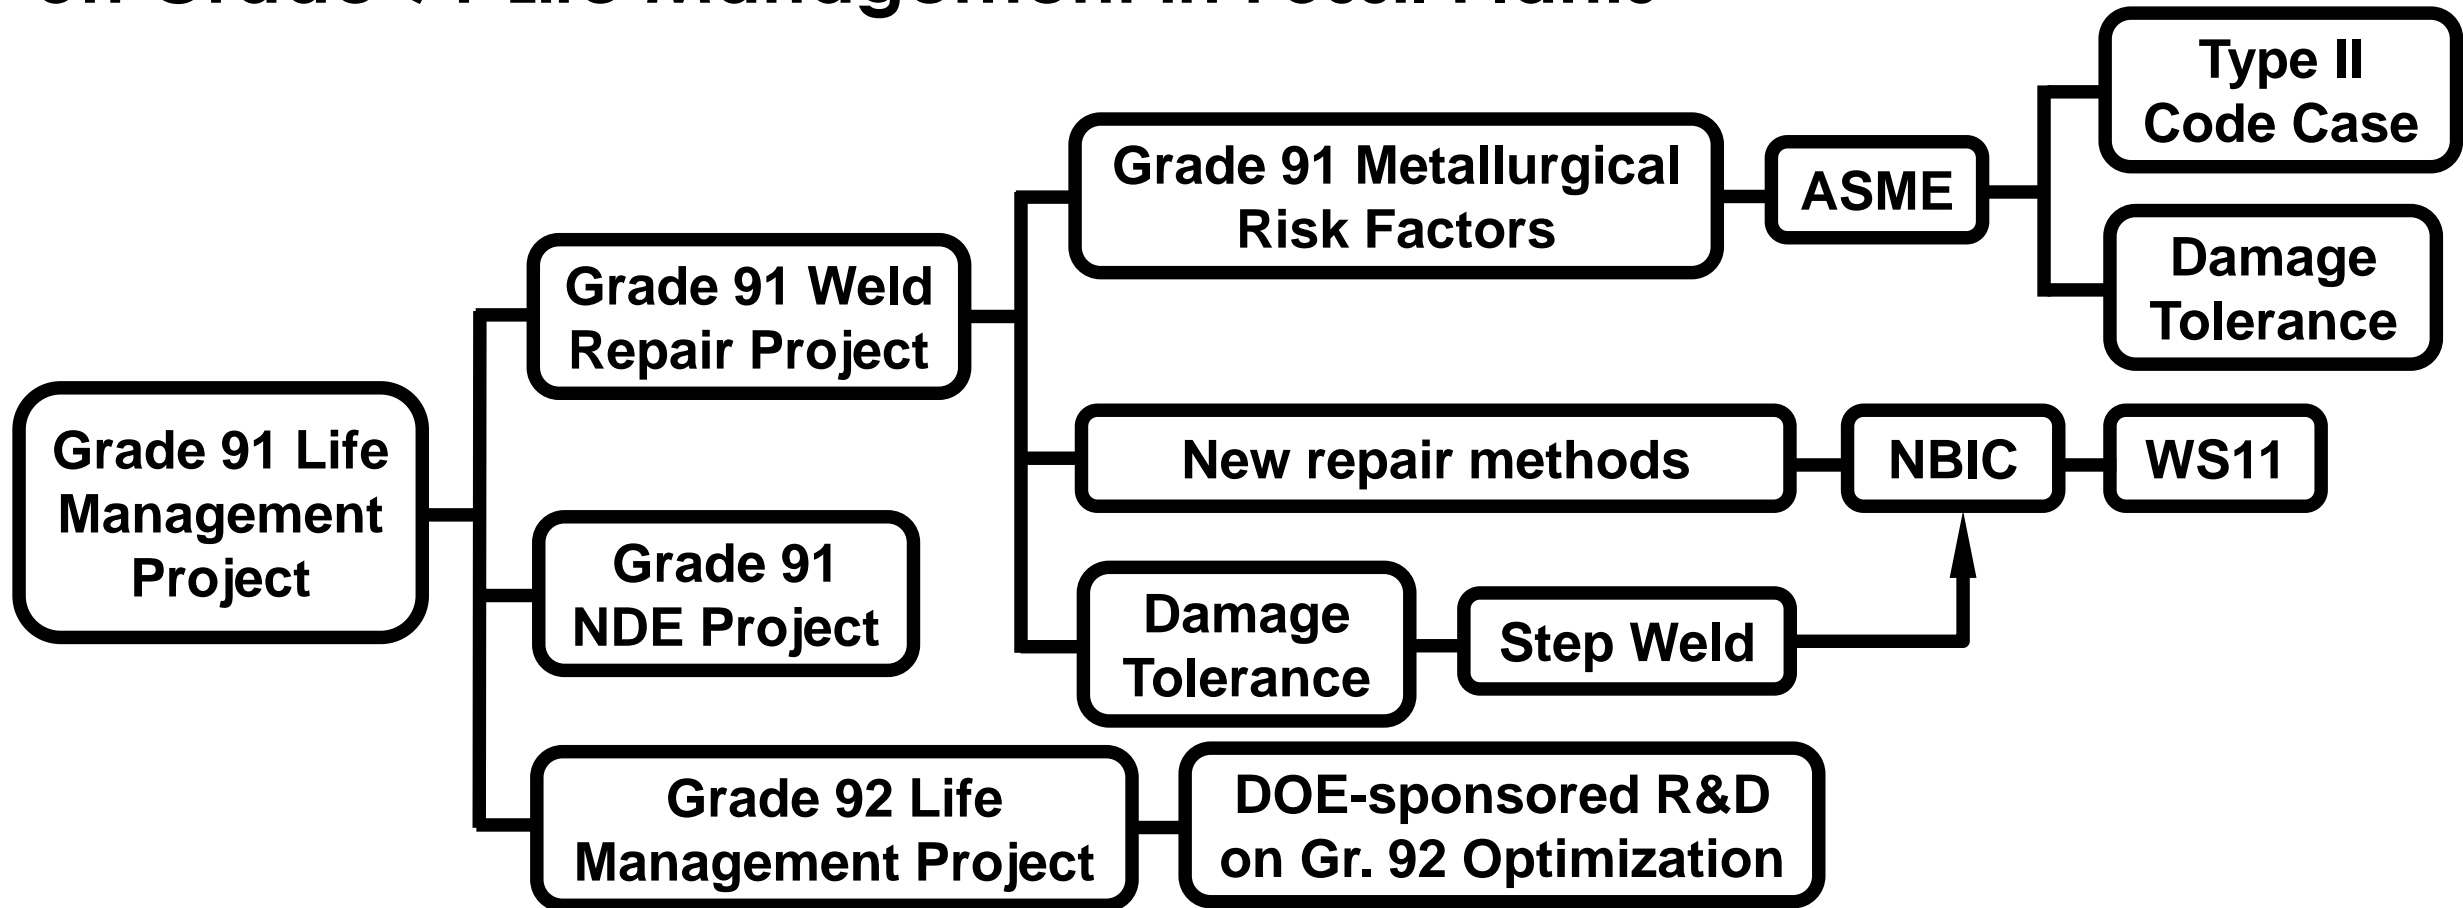 Grade 91 Life
Management
Project
Grade 91 Weld
Repair Project
Grade 91
NDE Project
Grade 92 Life
Management Project
Grade 91 Metallurgical
Risk Factors
ASME
Type II
Code Case
Damage
Tolerance
New repair methods
NBIC
WS11
Damage
Tolerance
Step Weld
DOE-sponsored R&D
on Gr. 92 Optimization